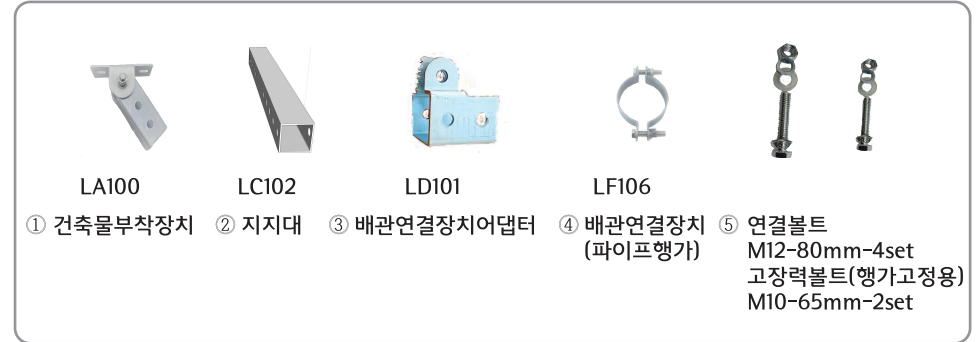 LA100
LC102
LD101
LF106
① 건축물부착장치
② 지지대
③ 배관연결장치어댑터
④ 배관연결장치
(파이프행가)
⑤ 연결볼트
M12-80mm-4set
고장력볼트(행가고정용)
M10-65mm-2set